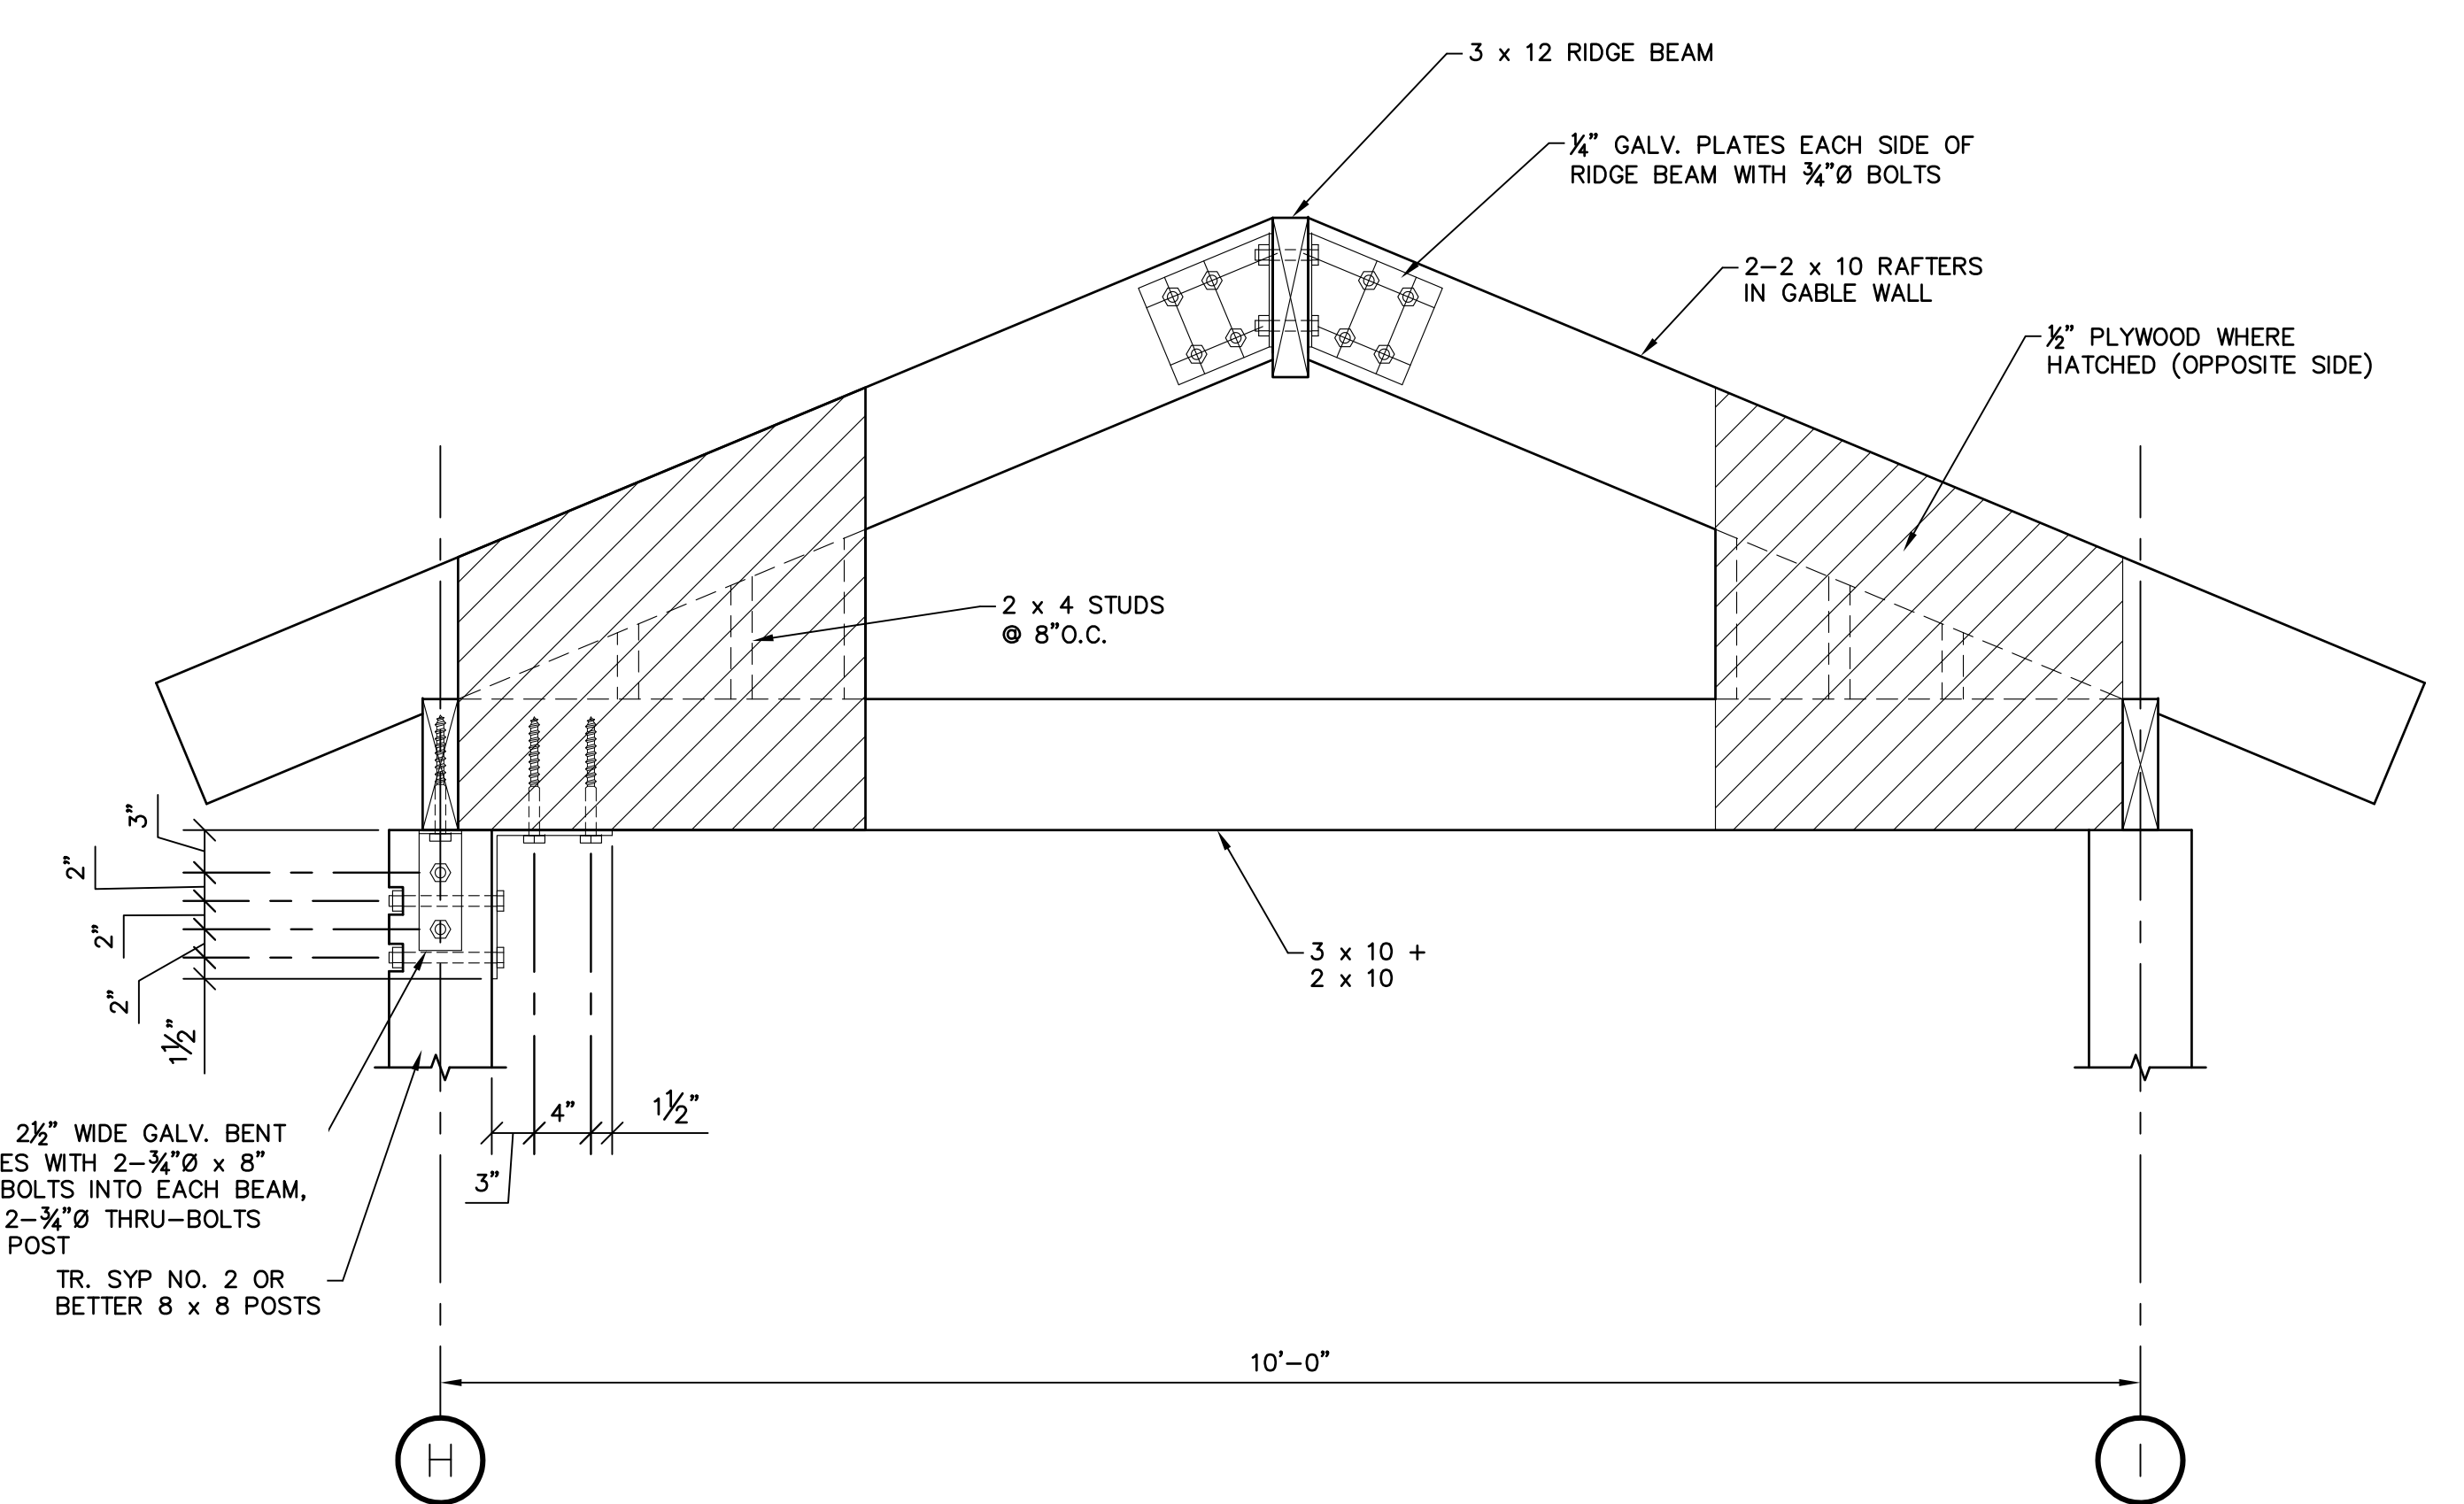 3 x 12 RIDGE BEAM
¼" GALV. PLATES EACH SIDE OF
RIDGE BEAM WITH ¾"Ø BOLTS
2-2 x 10 RAFTERS
IN GABLE WALL
½" PLYWOOD WHERE
HATCHED (OPPOSITE SIDE)
2 x 4 STUDS
@ 8"O.C.
3"
2"
2"
2"
1½"
3 x 10 +
2 x 10
4"
1½"
3"
2½" WIDE GALV. BENT
ES WITH 2-¾"Ø x 8"
BOLTS INTO EACH BEAM,
2-¾"Ø THRU-BOLTS
POST
TR. SYP NO. 2 OR
BETTER 8 x 8 POSTS
10'-0"
H
I